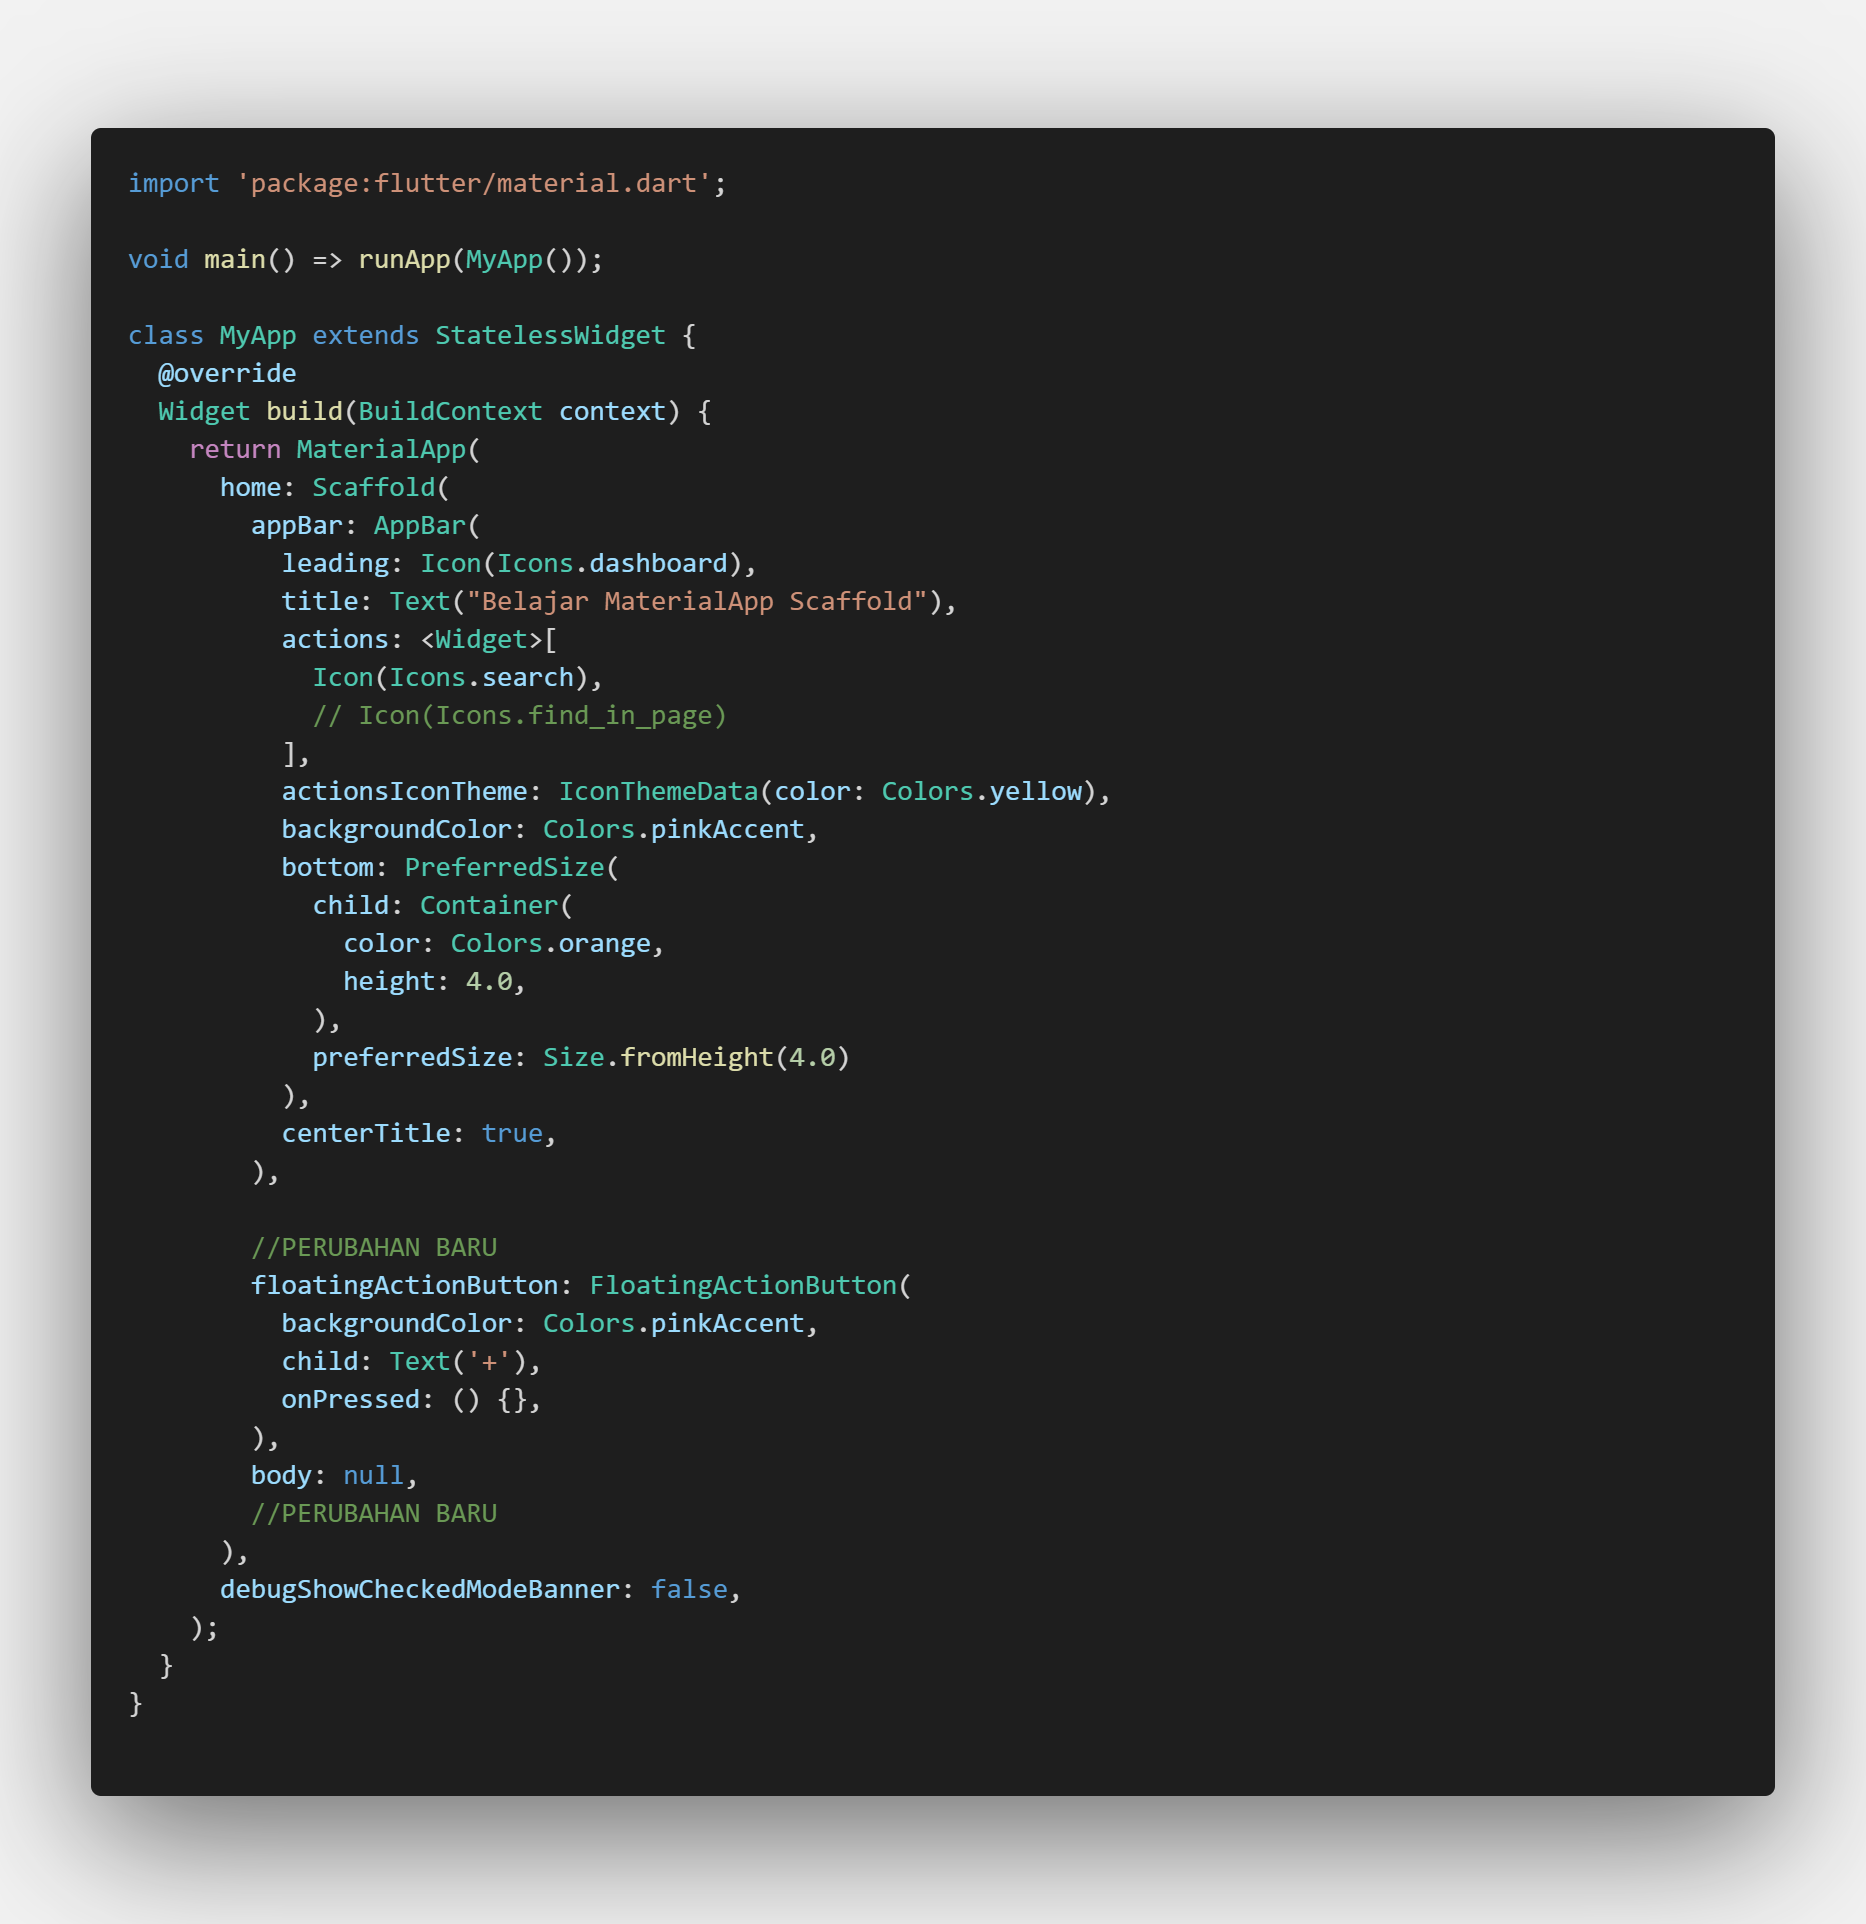 import 'package:flutter/material.dart';

void main() => runApp(MyApp());

class MyApp extends StatelessWidget {
  @override
  Widget build(BuildContext context) {
    return MaterialApp(
      home: Scaffold(
        appBar: AppBar(
          leading: Icon(Icons.dashboard),
          title: Text("Belajar MaterialApp Scaffold"),
          actions: <Widget>[
            Icon(Icons.search),
            // Icon(Icons.find_in_page)
          ],
          actionsIconTheme: IconThemeData(color: Colors.yellow),
          backgroundColor: Colors.pinkAccent,
          bottom: PreferredSize(
            child: Container(
              color: Colors.orange,
              height: 4.0,
            ),
            preferredSize: Size.fromHeight(4.0)
          ),
          centerTitle: true,
        ),

        //PERUBAHAN BARU
        floatingActionButton: FloatingActionButton(
          backgroundColor: Colors.pinkAccent,
          child: Text('+'),
          onPressed: () {},
        ),
        body: null,
        //PERUBAHAN BARU
      ),
      debugShowCheckedModeBanner: false,
    );
  }
}